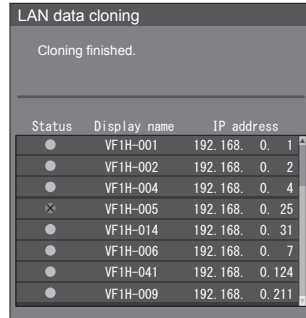 LAN data cloning
Cloning finished.
Status Display name IP address
VF1H-001 192.168. 0. 1
VF1H-002 192.168. 0. 2
VF1H-004 192.168. 0. 4
VF1H-005 192.168. 0. 25
VF1H-014 192.168. 0. 31
VF1H-006 192.168. 0. 7
VF1H-041 192.168. 0.124
VF1H-009 192.168. 0.211